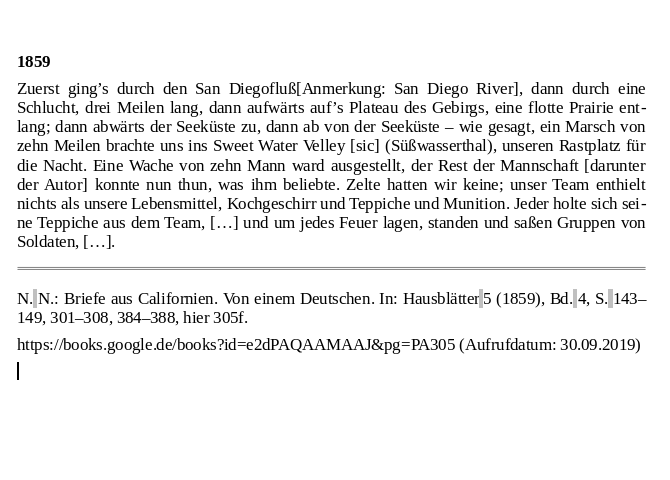 1859
Zuerst ging’s durch den San Diegofluß[Anmerkung: San Diego River], dann durch eine
Schlucht, drei Meilen lang, dann aufwärts auf’s Plateau des Gebirgs, eine flotte Prairie ent-
lang; dann abwärts der Seeküste zu, dann ab von der Seeküste – wie gesagt, ein Marsch von
zehn Meilen brachte uns ins Sweet Water Velley [sic] (Süßwasserthal), unseren Rastplatz für
die Nacht. Eine Wache von zehn Mann ward ausgestellt, der Rest der Mannschaft [darunter
der Autor] konnte nun thun, was ihm beliebte. Zelte hatten wir keine; unser Team enthielt
nichts als unsere Lebensmittel, Kochgeschirr und Teppiche und Munition. Jeder holte sich sei-
ne Teppiche aus dem Team, […] und um jedes Feuer lagen, standen und saßen Gruppen von
Soldaten, […].
N. N.: Briefe aus Californien. Von einem Deutschen. In: Hausblätter 5 (1859), Bd. 4, S. 143–
149, 301–308, 384–388, hier 305f.
https://books.google.de/books?id=e2dPAQAAMAAJ&pg=PA305 (Aufrufdatum: 30.09.2019)